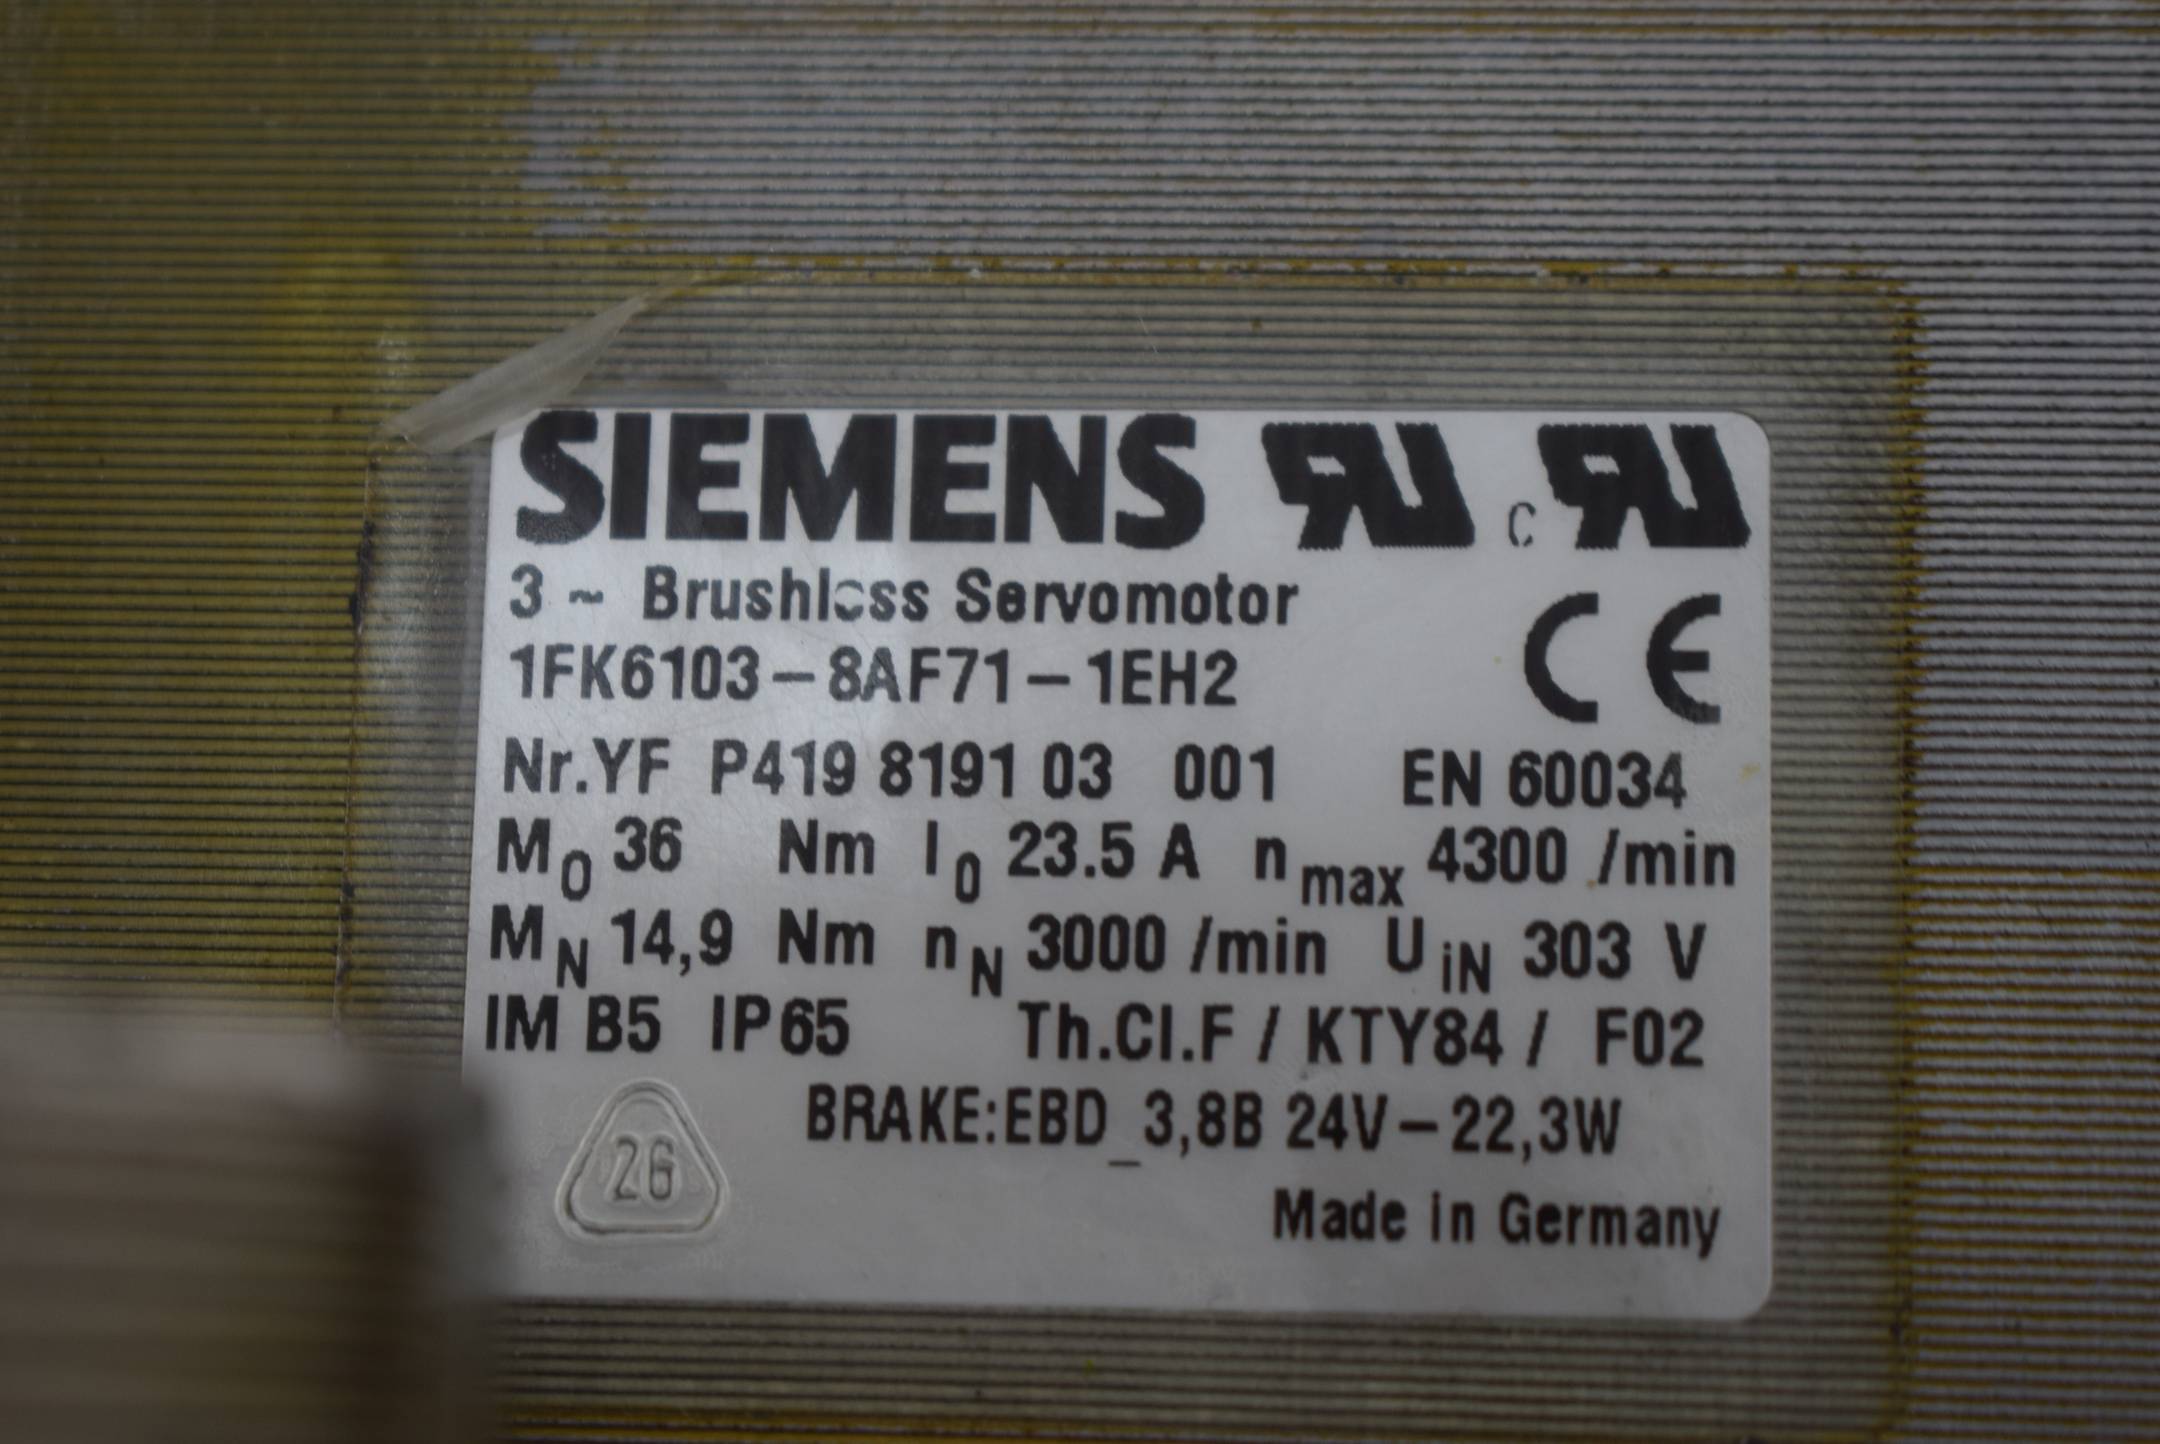 SIEMENS RU c RU
3 ~ Brushless Servomotor
1FK6103-8AF71-1EH2 CE
Nr.YF P419 8191 03 001 EN 60034
M0 36 Nm I0 23.5 A nmax 4300 /min
MN 14,9 Nm nN 3000 /min UiN 303 V
IM B5 IP65 Th.Cl.F / KTY84 / F02
BRAKE:EBD_3,8B 24V-22,3W
26
Made in Germany